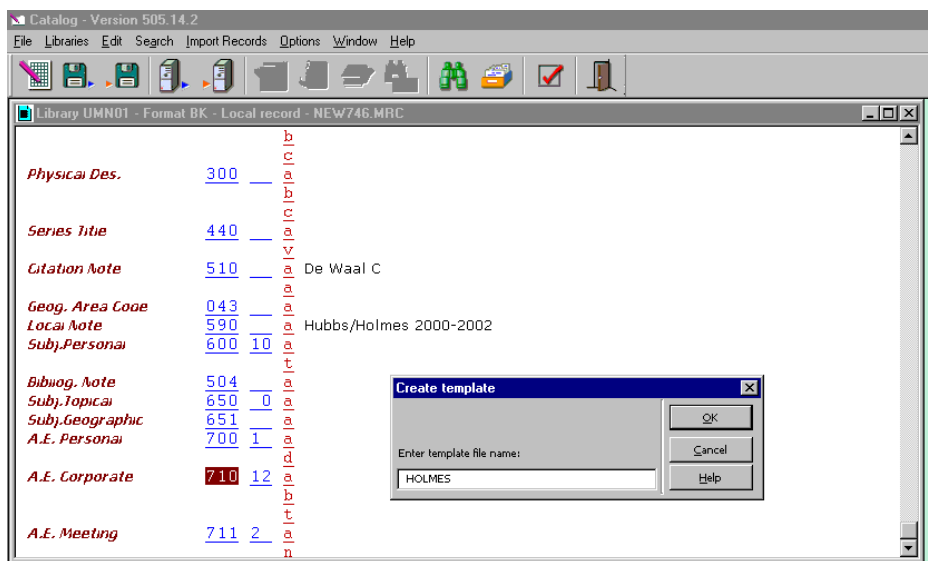 Catalog - Version 505.14.2
File Libraries Edit Search Import Records Options Window Help
Library UMN01 - Format BK - Local record - NEW746.MRC
b
c
Physical Des. 300 a
b
c
Series Title 440 a
v
Citation Note 510 a De Waal C
a
Geog. Area Code 043 a
Local Note 590 a Hubbs/Holmes 2000-2002
Subj.Personal 600 10 a
t
Bibliog. Note 504 a
Subj.Topical 650 0 a
Subj.Geographic 651 a
A.E. Personal 700 1 a
d
A.E. Corporate 710 12 a
b
t
A.E. Meeting 711 2 a
n
Create template
OK
Enter template file name:
Cancel
HOLMES
Help